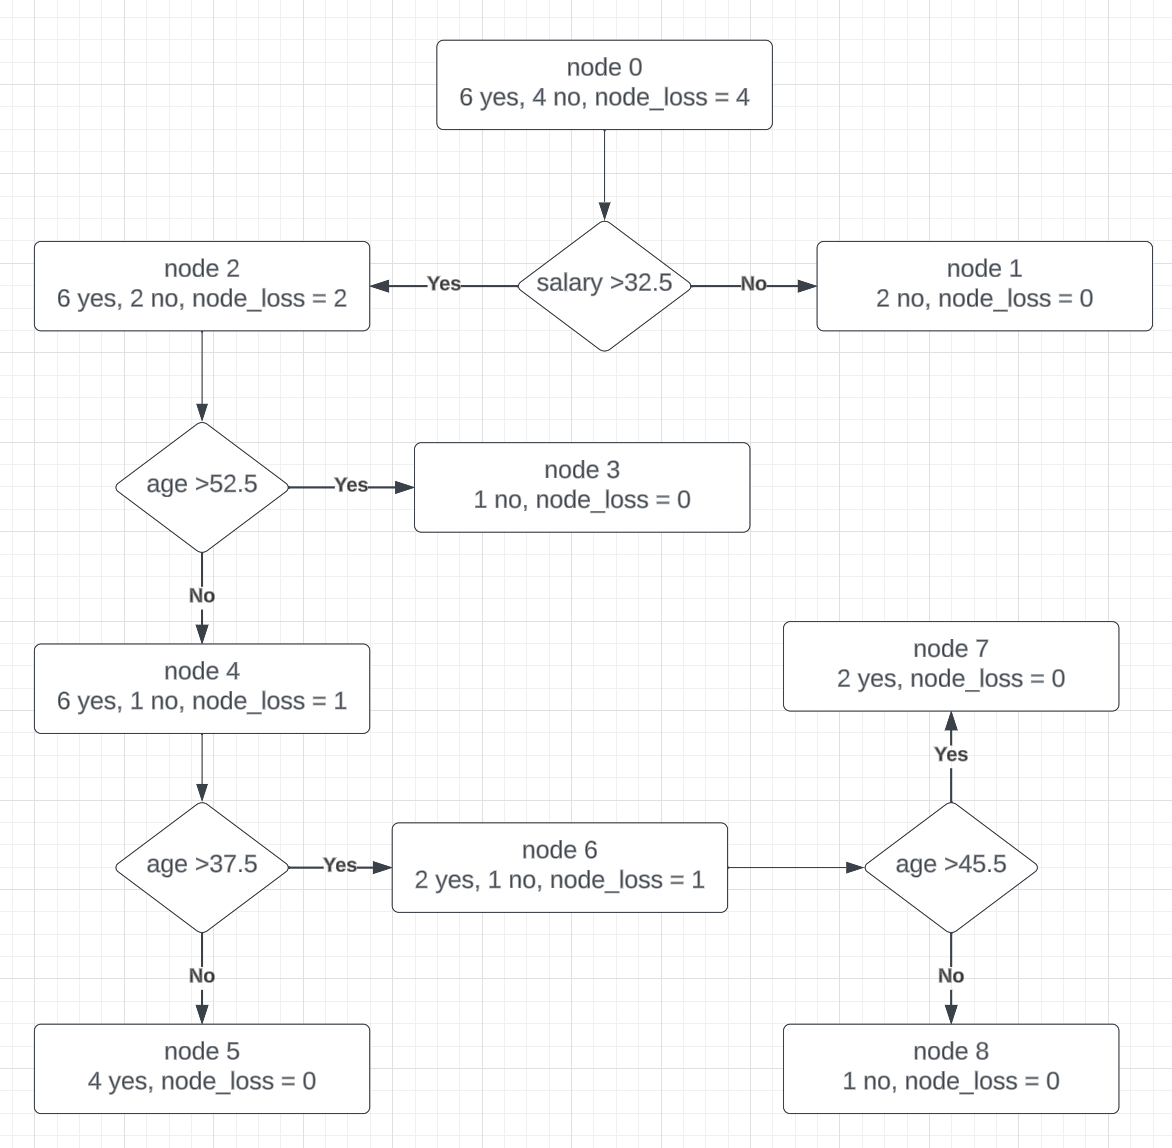 node 0
6 yes, 4 no, node_loss = 4
node 2
6 yes, 2 no, node_loss = 2
Yes
salary >32.5
No
node 1
2 no, node_loss = 0
age >52.5
Yes
node 3
1 no, node_loss = 0
No
node 4
6 yes, 1 no, node_loss = 1
node 7
2 yes, node_loss = 0
Yes
age >37.5
Yes
node 6
2 yes, 1 no, node_loss = 1
age >45.5
No
No
node 5
4 yes, node_loss = 0
node 8
1 no, node_loss = 0